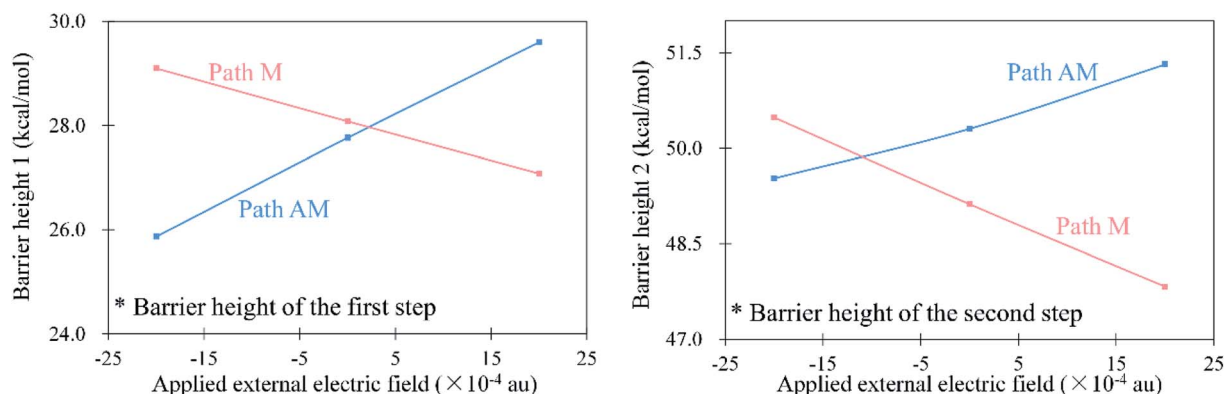 Barrier height 1 (kcal/mol)
30.0
28.0
26.0
24.0
Path M
Path AM
* Barrier height of the first step
-25 -15 -5 5 15 25
Applied external electric field (×10⁻⁴ au)
Barrier height 2 (kcal/mol)
51.5
50.0
48.5
47.0
Path AM
Path M
* Barrier height of the second step
-25 -15 -5 5 15 25
Applied external electric field (×10⁻⁴ au)